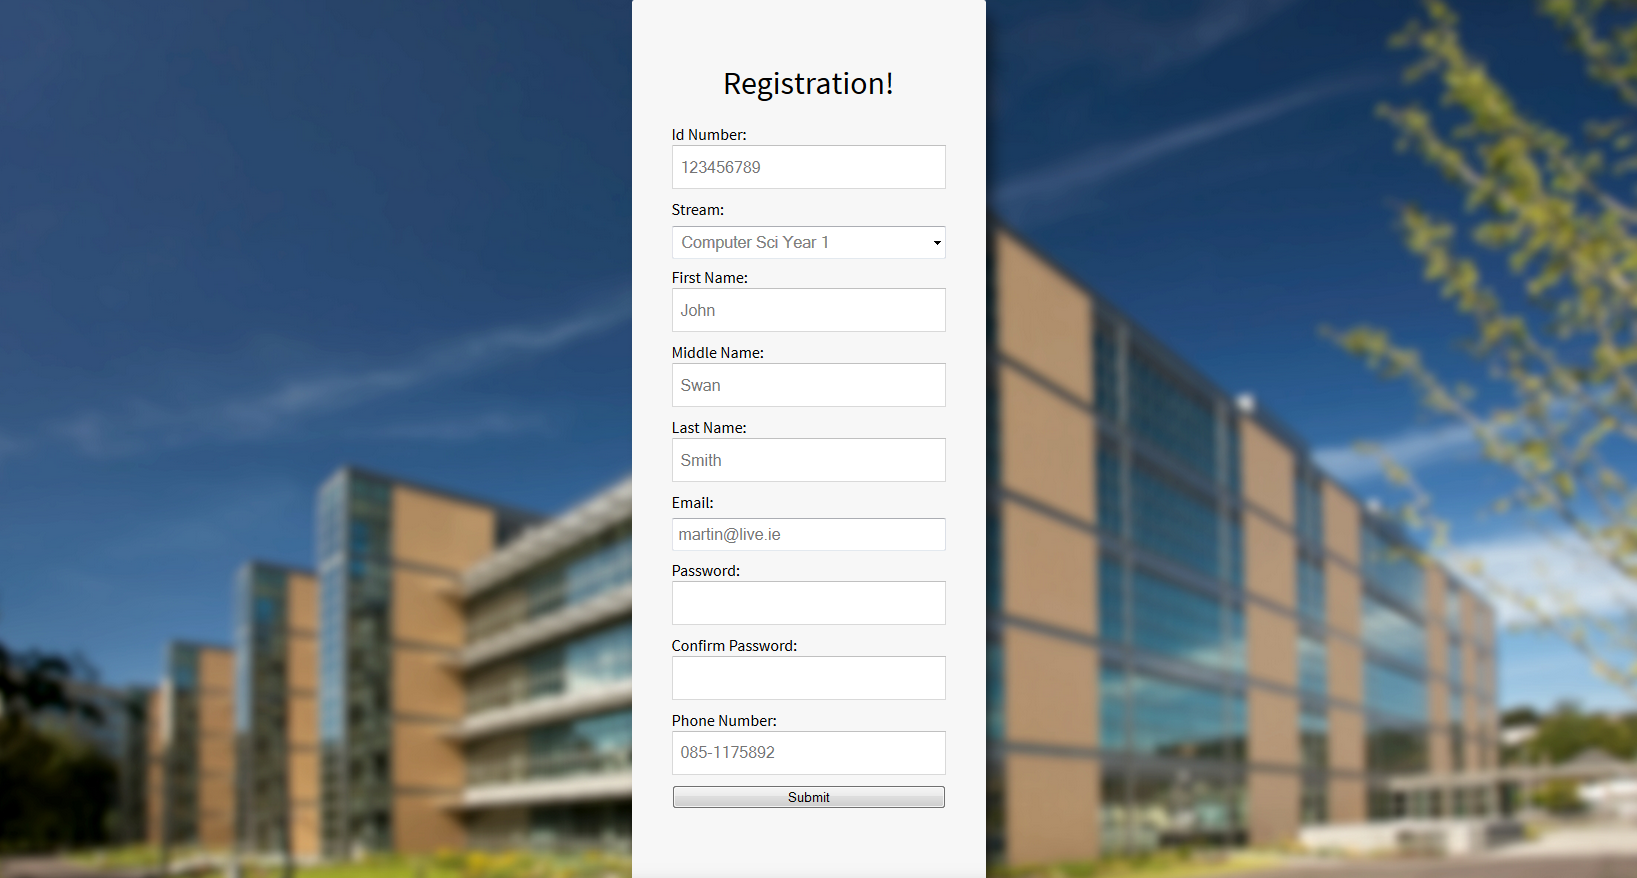 Registration!
Id Number:
123456789
Stream:
Computer Sci Year 1
First Name:
John
Middle Name:
Swan
Last Name:
Smith
Email:
martin@live.ie
Password:
Confirm Password:
Phone Number:
085-1175892
Submit